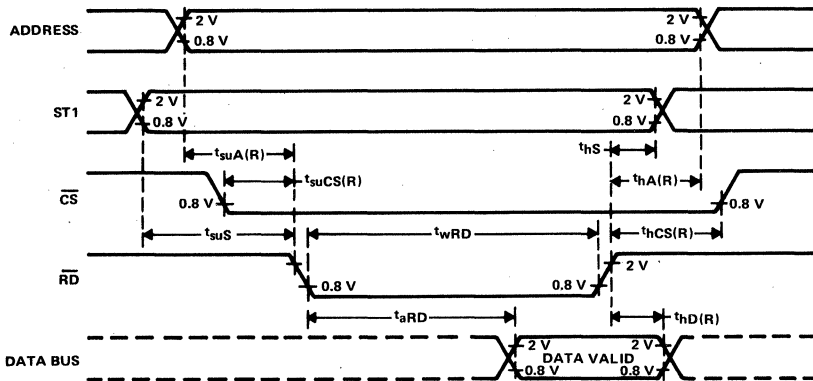 ADDRESS 2 V 2 V
0.8 V 0.8 V
ST1 2 V 2 V
0.8 V 0.8 V
tsuA(R) thS
tsuCS(R) thA(R)
CS 0.8 V 0.8 V
tsuS twRD thCS(R)
RD 2 V
0.8 V 0.8 V
taRD thD(R)
DATA BUS 2 V DATA VALID 2 V
0.8 V 0.8 V